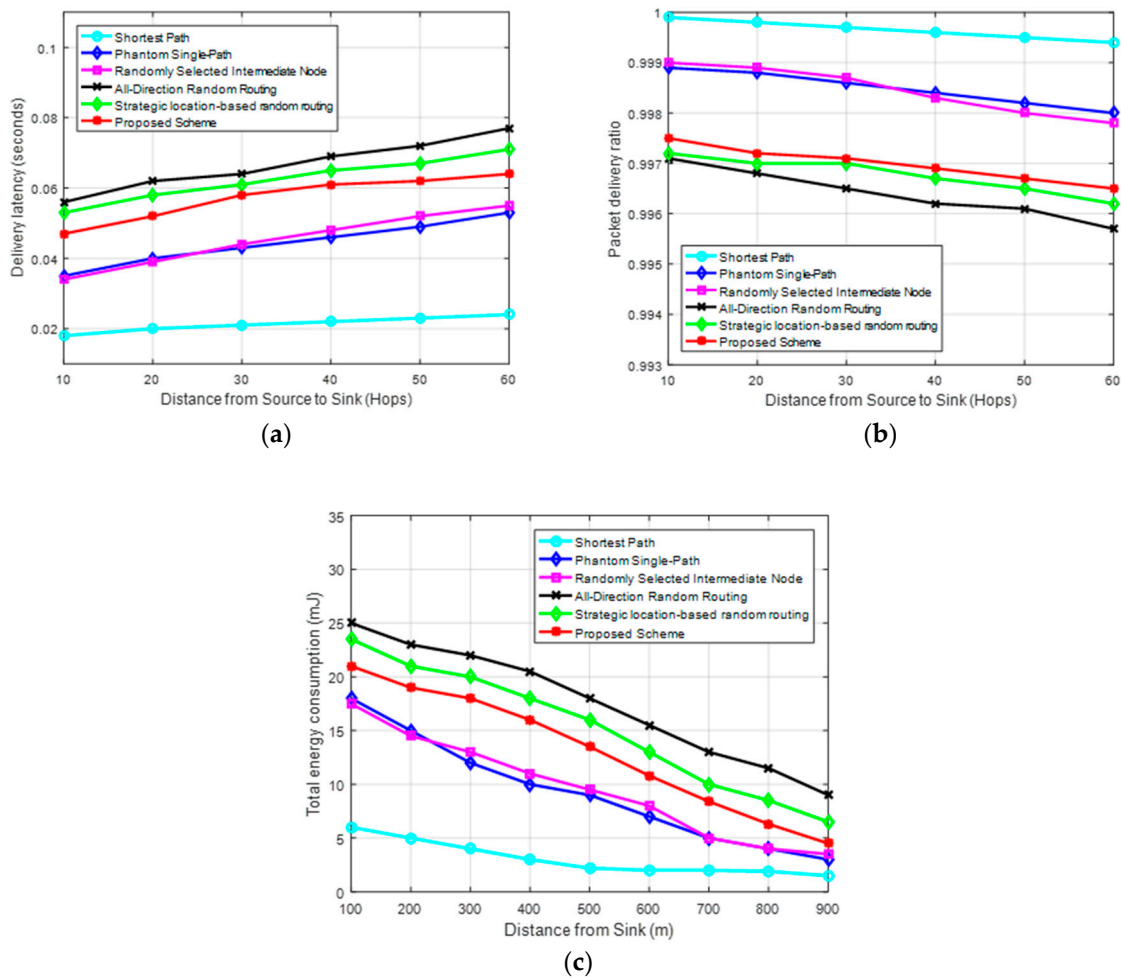 (a)
Delivery latency (seconds)
0.1
0.08
0.06
0.04
0.02
Shortest Path
Phantom Single-Path
Randomly Selected Intermediate Node
All-Direction Random Routing
Strategic location-based random routing
Proposed Scheme
10 20 30 40 50 60
Distance from Source to Sink (Hops)
(a)
(b)
Packet delivery ratio
1
0.999
0.998
0.997
0.996
0.995
0.994
0.993
Shortest Path
Phantom Single-Path
Randomly Selected Intermediate Node
All-Direction Random Routing
Strategic location-based random routing
Proposed Scheme
10 20 30 40 50 60
Distance from Source to Sink (Hops)
(b)
Total energy consumption (mJ)
35
30
25
20
15
10
5
0
Shortest Path
Phantom Single-Path
Randomly Selected Intermediate Node
All-Direction Random Routing
Strategic location-based random routing
Proposed Scheme
100 200 300 400 500 600 700 800 900
Distance from Sink (m)
(c)